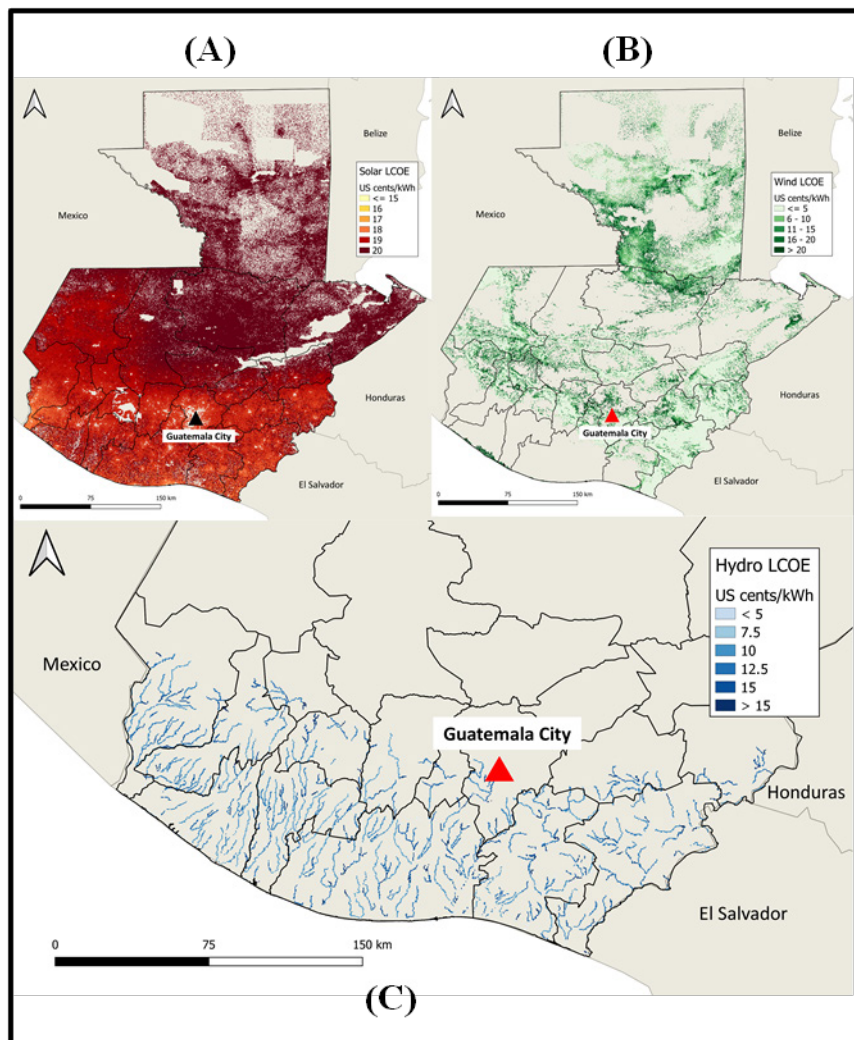 (A)
(B)
Belize
Solar LCOE
US cents/kWh
<= 15
16
17
18
19
20
Mexico
Honduras
Guatemala City
El Salvador
0
75
150 km
Belize
Wind LCOE
US cents/kWh
<= 5
6 - 10
11 - 15
16 - 20
> 20
Mexico
Honduras
Guatemala City
El Salvador
0
75
150 km
Hydro LCOE
US cents/kWh
< 5
7.5
10
12.5
15
> 15
Mexico
Guatemala City
Honduras
El Salvador
0
75
150 km
(C)